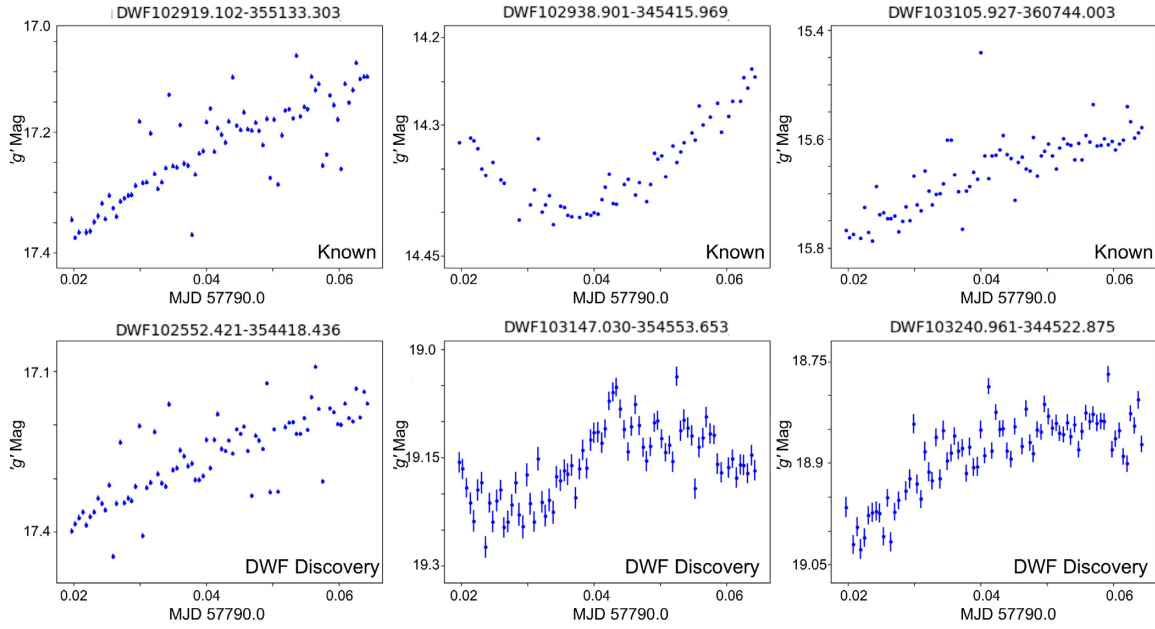 DWF102919.102-355133.303
17.0
17.2
17.4
0.02
0.04
0.06
'g' Mag
MJD 57790.0
Known
DWF102938.901-345415.969
14.2
14.3
14.45
0.02
0.04
0.06
'g' Mag
MJD 57790.0
Known
DWF103105.927-360744.003
15.4
15.6
15.8
0.02
0.04
0.06
'g' Mag
MJD 57790.0
Known
DWF102552.421-354418.436
17.1
17.4
0.02
0.04
0.06
'g' Mag
MJD 57790.0
DWF Discovery
DWF103147.030-354553.653
19.0
19.15
19.3
0.02
0.04
0.06
'g' Mag
MJD 57790.0
DWF Discovery
DWF103240.961-344522.875
18.75
18.9
19.05
0.02
0.04
0.06
'g' Mag
MJD 57790.0
DWF Discovery